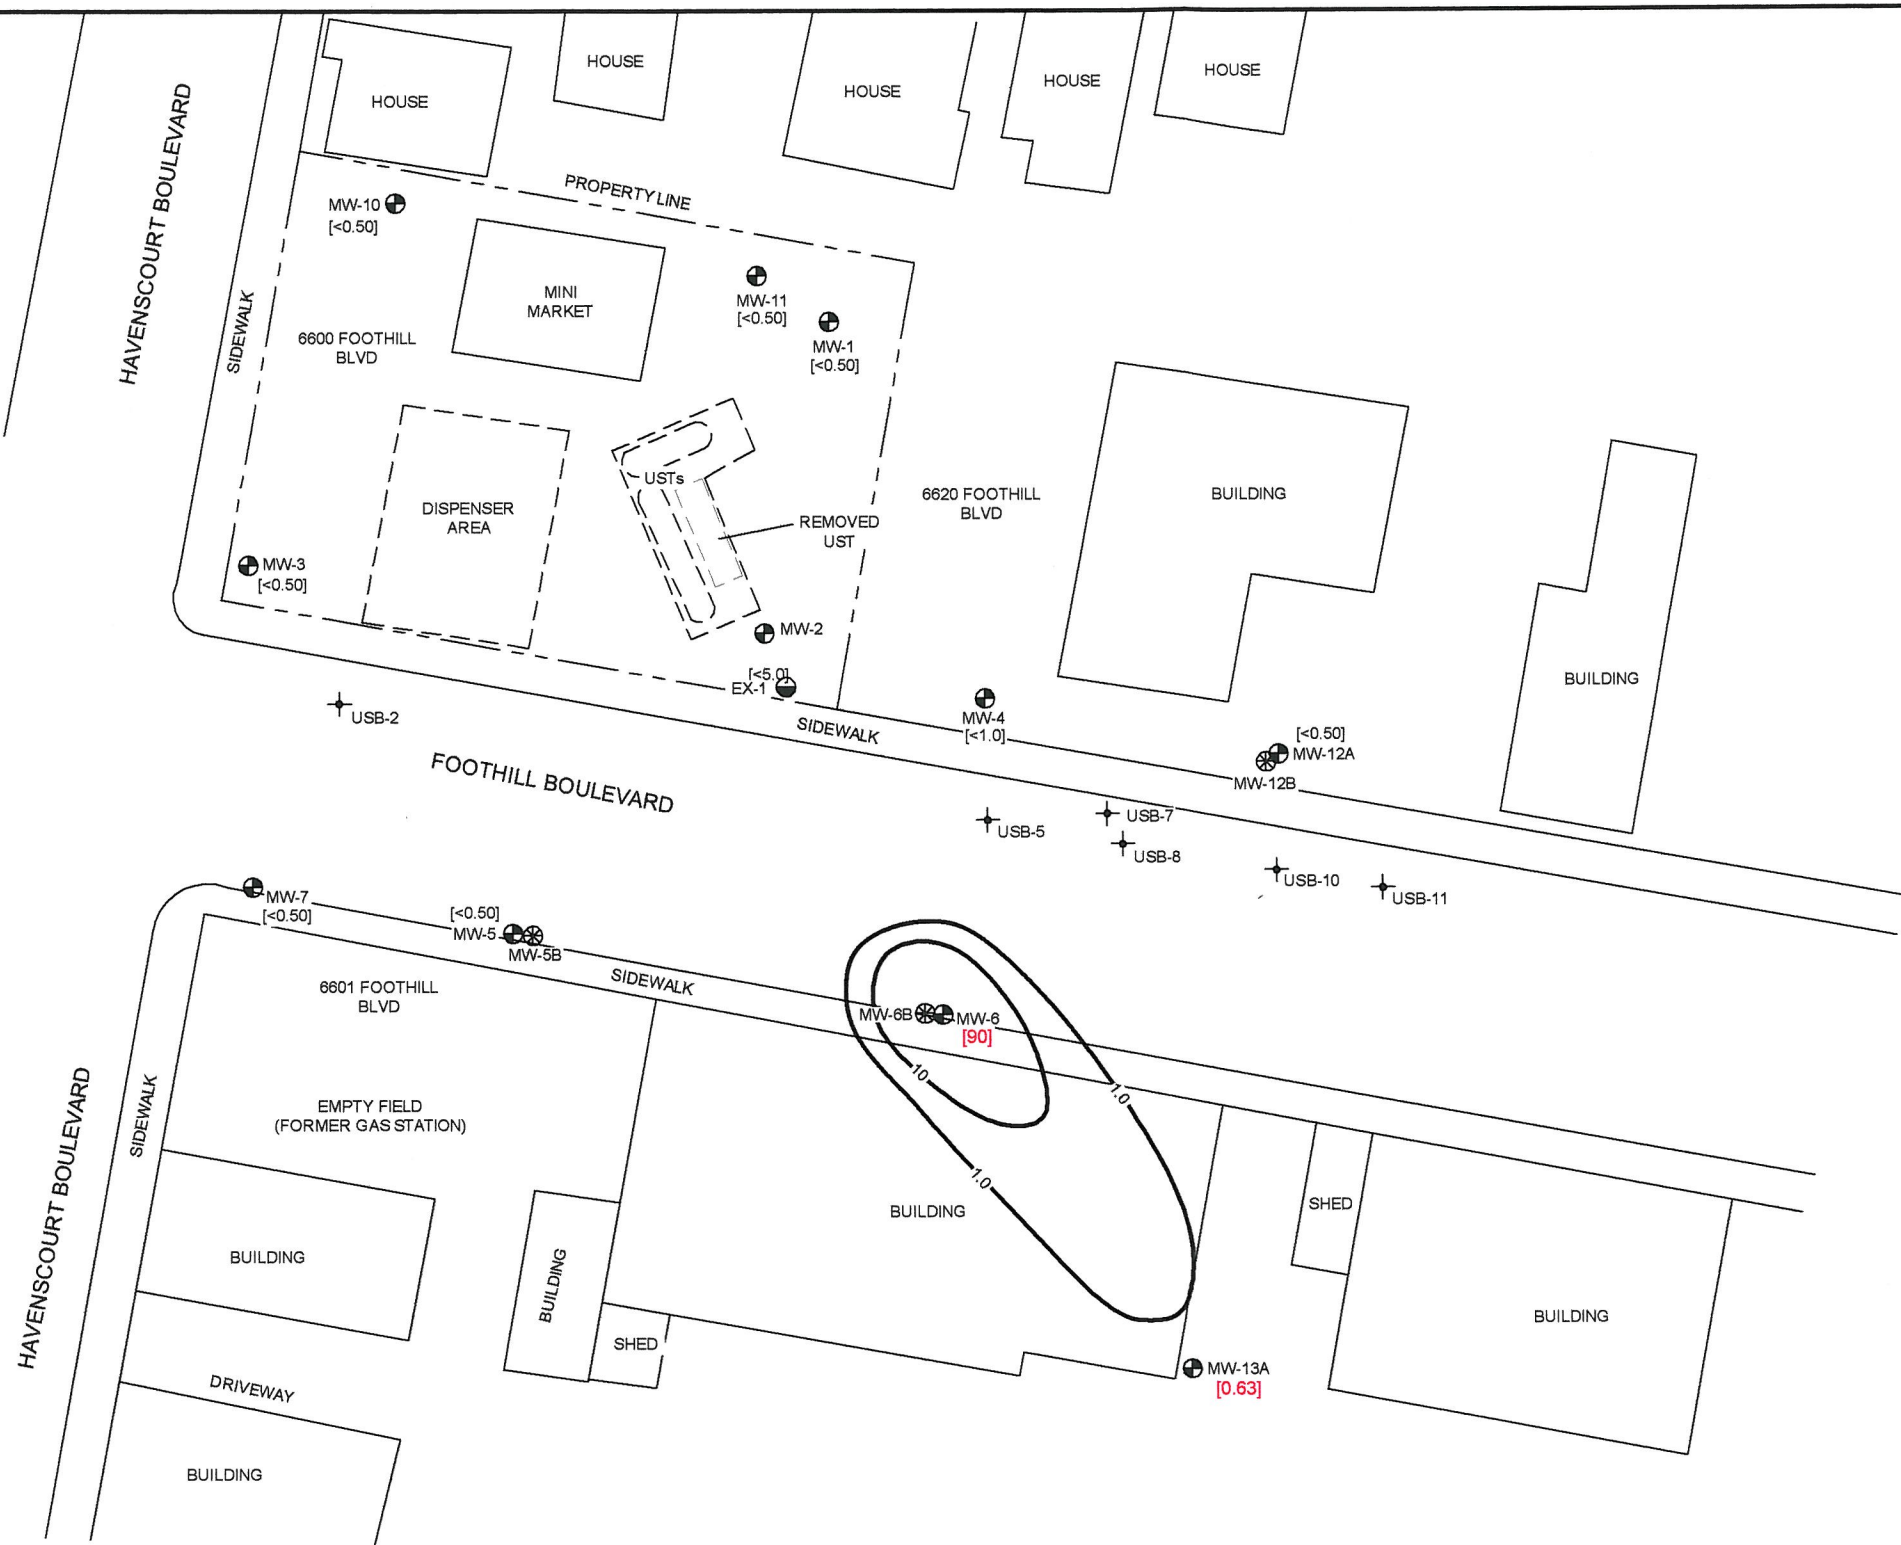 HOUSE
HOUSE
HOUSE
HOUSE
HOUSE
HAVENSCOURT BOULEVARD
PROPERTY LINE
MW-10
[<0.50]
MINI
MARKET
MW-11
[<0.50]
MW-1
[<0.50]
SIDEWALK
6600 FOOTHILL
BLVD
USTs
DISPENSER
AREA
REMOVED
UST
6620 FOOTHILL
BLVD
BUILDING
BUILDING
MW-3
[<0.50]
MW-2
[<5.0]
EX-1
USB-2
SIDEWALK
MW-4
[<1.0]
[<0.50]
MW-12A
MW-12B
FOOTHILL BOULEVARD
USB-5
USB-7
USB-8
USB-10
USB-11
MW-7
[<0.50]
[<0.50]
MW-5
MW-5B
SIDEWALK
6601 FOOTHILL
BLVD
MW-6B
MW-6
[90]
10
1.0
1.0
HAVENSCOURT BOULEVARD
SIDEWALK
EMPTY FIELD
(FORMER GAS STATION)
BUILDING
SHED
BUILDING
BUILDING
BUILDING
SHED
MW-13A
[0.63]
DRIVEWAY
BUILDING